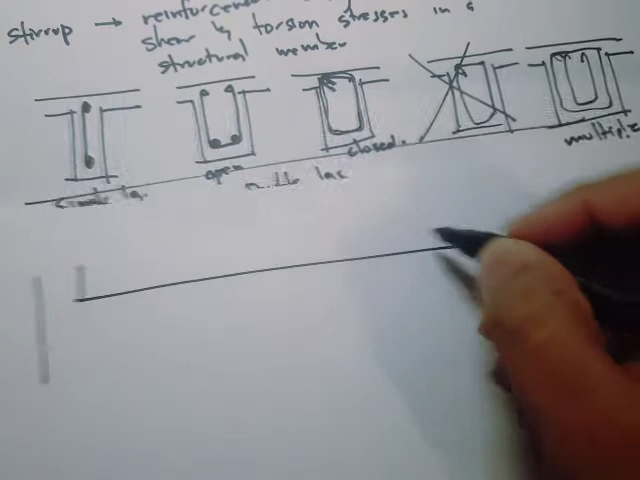 stirrup → reinforcement
shear & torsion stresses in a
structural member
closed.
multiple
open